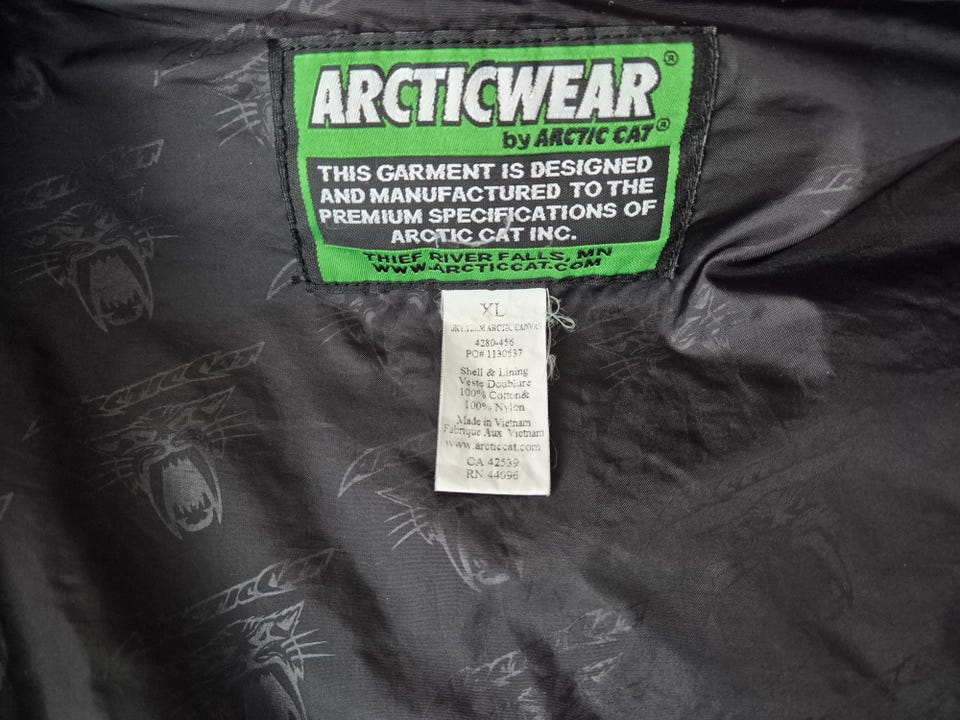 ARCTICWEAR®
by ARCTIC CAT®
THIS GARMENT IS DESIGNED
AND MANUFACTURED TO THE
PREMIUM SPECIFICATIONS OF
ARCTIC CAT INC.
THIEF RIVER FALLS, MN
WWW.ARCTICCAT.COM
XL
ARCTIC CANVAS
4280-456
PO# 1130537
Shell & Lining
Veste Doublure
100% Cotton&
100% Nylon
Made in Vietnam
Fabrique Aux Vietnam
www.arcticcat.com
CA 42539
RN 44096